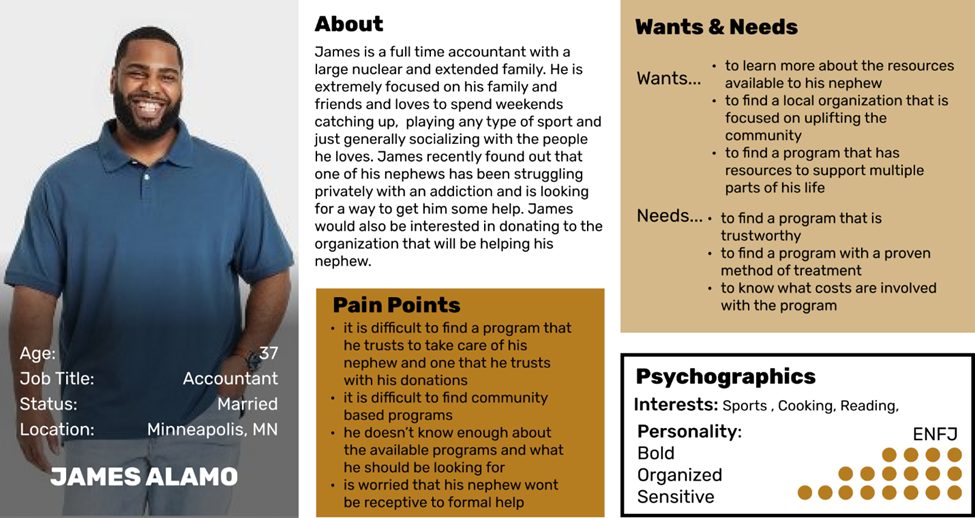 About
James is a full time accountant with a
large nuclear and extended family. He is
extremely focused on his family and
friends and loves to spend weekends
catching up, playing any type of sport and
just generally socializing with the people
he loves. James recently found out that
one of his nephews has been struggling
privately with an addiction and is looking
for a way to get him some help. James
would also be interested in donating to the
organization that will be helping his
nephew.
Pain Points
• it is difficult to find a program that
he trusts to take care of his
nephew and one that he trusts
with his donations
• it is difficult to find community
based programs
• he doesn't know enough about
the available programs and what
he should be looking for
• is worried that his nephew wont
be receptive to formal help
Wants & Needs
Wants...
• to learn more about the resources
available to his nephew
• to find a local organization that is
focused on uplifting the
community
• to find a program that has
resources to support multiple
parts of his life
Needs...
• to find a program that is
trustworthy
• to find a program with a proven
method of treatment
• to know what costs are involved
with the program
Psychographics
Interests: Sports , Cooking, Reading,
Personality: ENFJ
Bold
Organized
Sensitive
Age: 37
Job Title: Accountant
Status: Married
Location: Minneapolis, MN
JAMES ALAMO